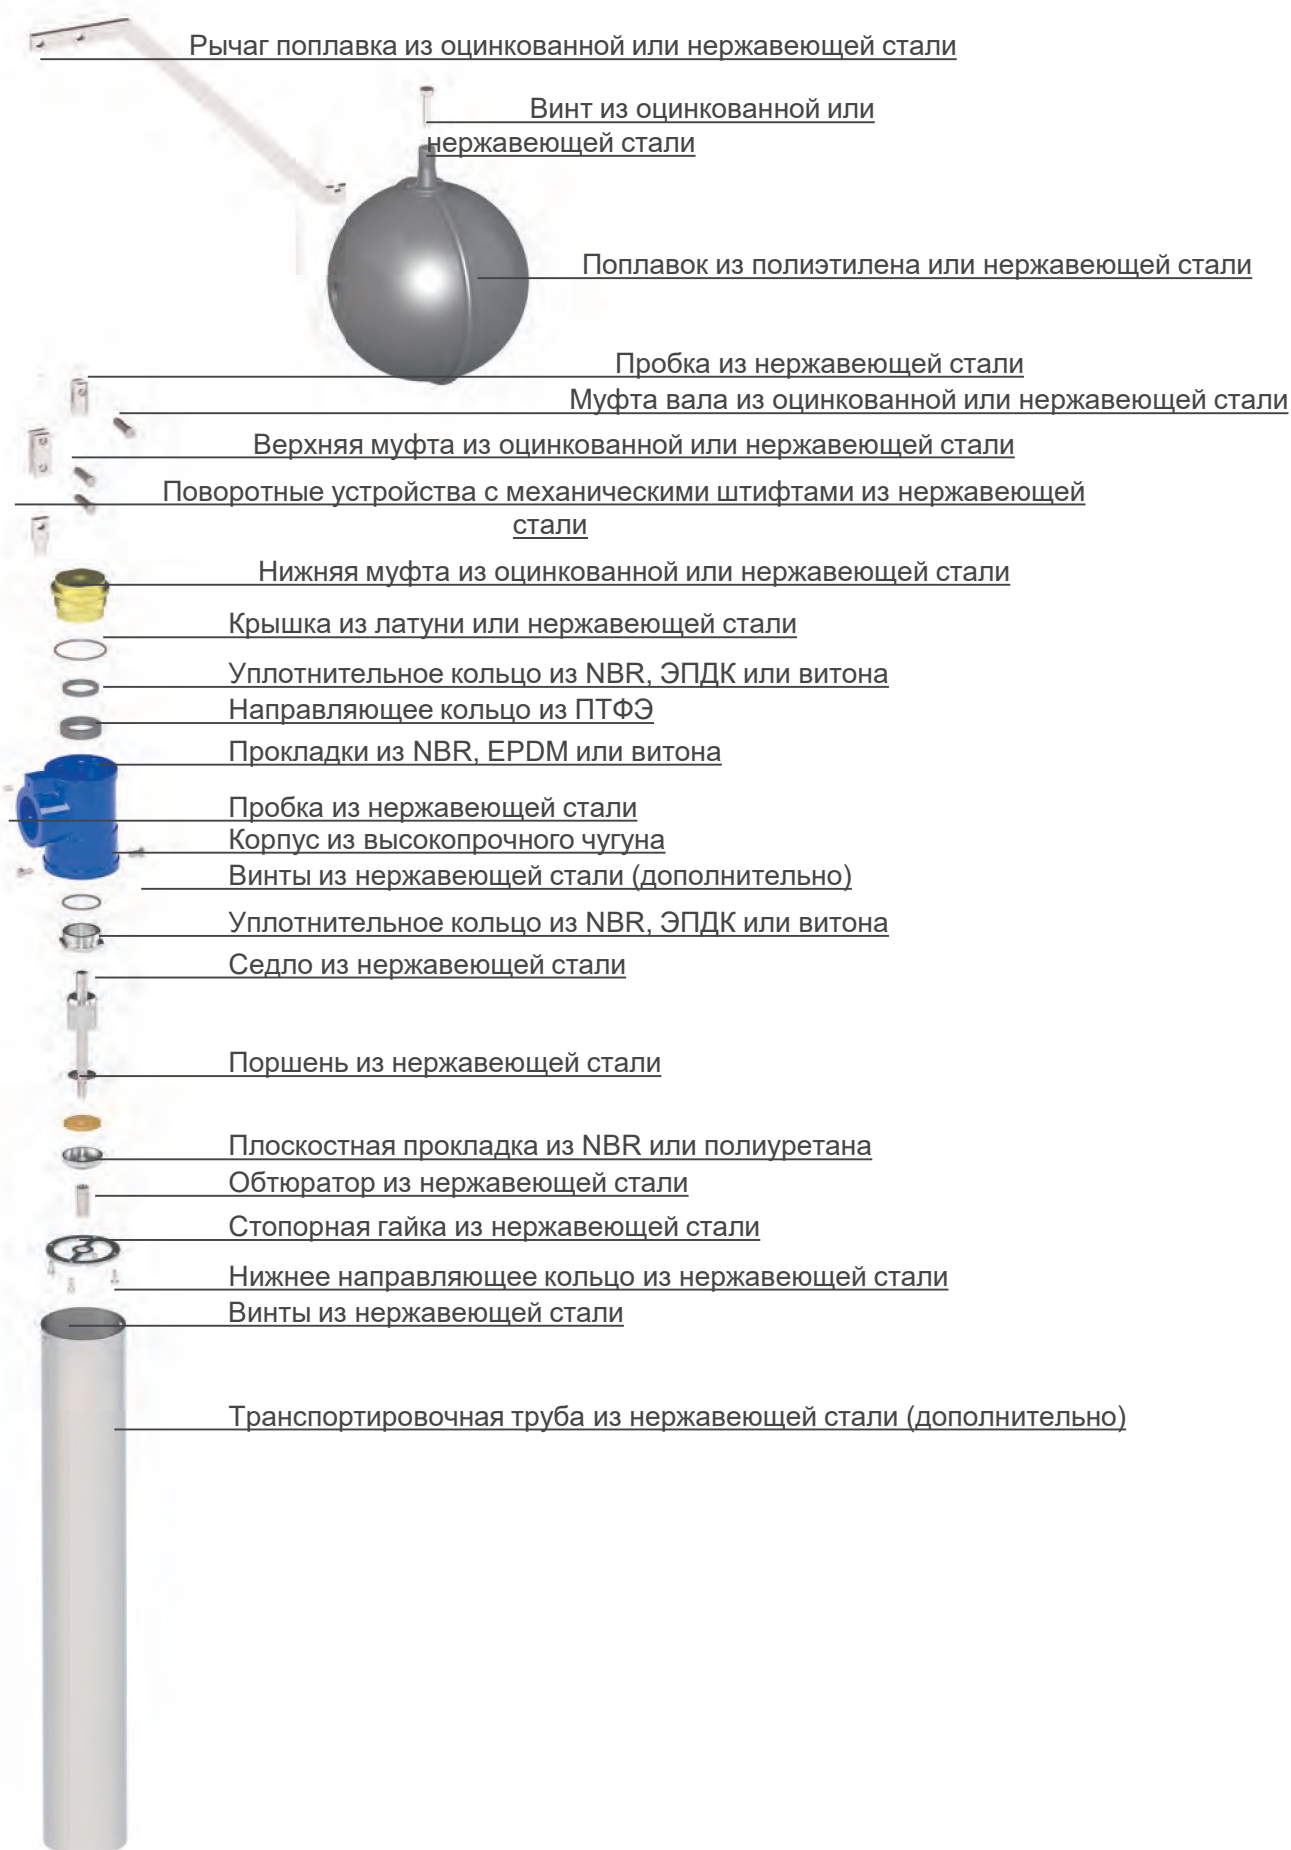 Рычаг поплавка из оцинкованной или нержавеющей стали
Винт из оцинкованной или
нержавеющей стали
Поплавок из полиэтилена или нержавеющей стали
Пробка из нержавеющей стали
Муфта вала из оцинкованной или нержавеющей стали
Верхняя муфта из оцинкованной или нержавеющей стали
Поворотные устройства с механическими штифтами из нержавеющей
стали
Нижняя муфта из оцинкованной или нержавеющей стали
Крышка из латуни или нержавеющей стали
Уплотнительное кольцо из NBR, ЭПДК или витона
Направляющее кольцо из ПТФЭ
Прокладки из NBR, EPDM или витона
Пробка из нержавеющей стали
Корпус из высокопрочного чугуна
Винты из нержавеющей стали (дополнительно)
Уплотнительное кольцо из NBR, ЭПДК или витона
Седло из нержавеющей стали
Поршень из нержавеющей стали
Плоскостная прокладка из NBR или полиуретана
Обтюратор из нержавеющей стали
Стопорная гайка из нержавеющей стали
Нижнее направляющее кольцо из нержавеющей стали
Винты из нержавеющей стали
Транспортировочная труба из нержавеющей стали (дополнительно)